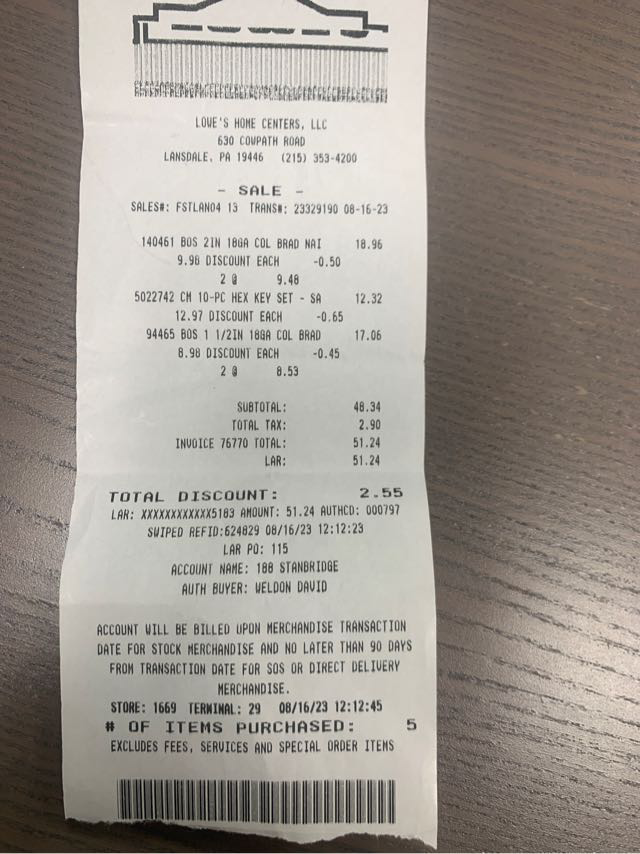 LOWE'S HOME CENTERS, LLC
630 COWPATH ROAD
LANSDALE, PA 19446 (215) 353-4200
- SALE -
SALES#: FSTLAN04 13 TRANS#: 23329190 08-16-23
140461 BOS 2IN 18GA COL BRAD NAI 18.96
9.98 DISCOUNT EACH -0.50
2 @ 9.48
5022742 CM 10-PC HEX KEY SET - SA 12.32
12.97 DISCOUNT EACH -0.65
94465 BOS 1 1/2IN 18GA COL BRAD 17.06
8.98 DISCOUNT EACH -0.45
2 @ 8.53
SUBTOTAL: 48.34
TOTAL TAX: 2.90
INVOICE 76770 TOTAL: 51.24
LAR: 51.24
TOTAL DISCOUNT: 2.55
LAR: XXXXXXXXXXXX5183 AMOUNT: 51.24 AUTHCD: 000797
SWIPED REFID:624829 08/16/23 12:12:23
LAR PO: 115
ACCOUNT NAME: 188 STANBRIDGE
AUTH BUYER: WELDON DAVID
ACCOUNT WILL BE BILLED UPON MERCHANDISE TRANSACTION
DATE FOR STOCK MERCHANDISE AND NO LATER THAN 90 DAYS
FROM TRANSACTION DATE FOR SOS OR DIRECT DELIVERY
MERCHANDISE.
STORE: 1669 TERMINAL: 29 08/16/23 12:12:45
# OF ITEMS PURCHASED: 5
EXCLUDES FEES, SERVICES AND SPECIAL ORDER ITEMS